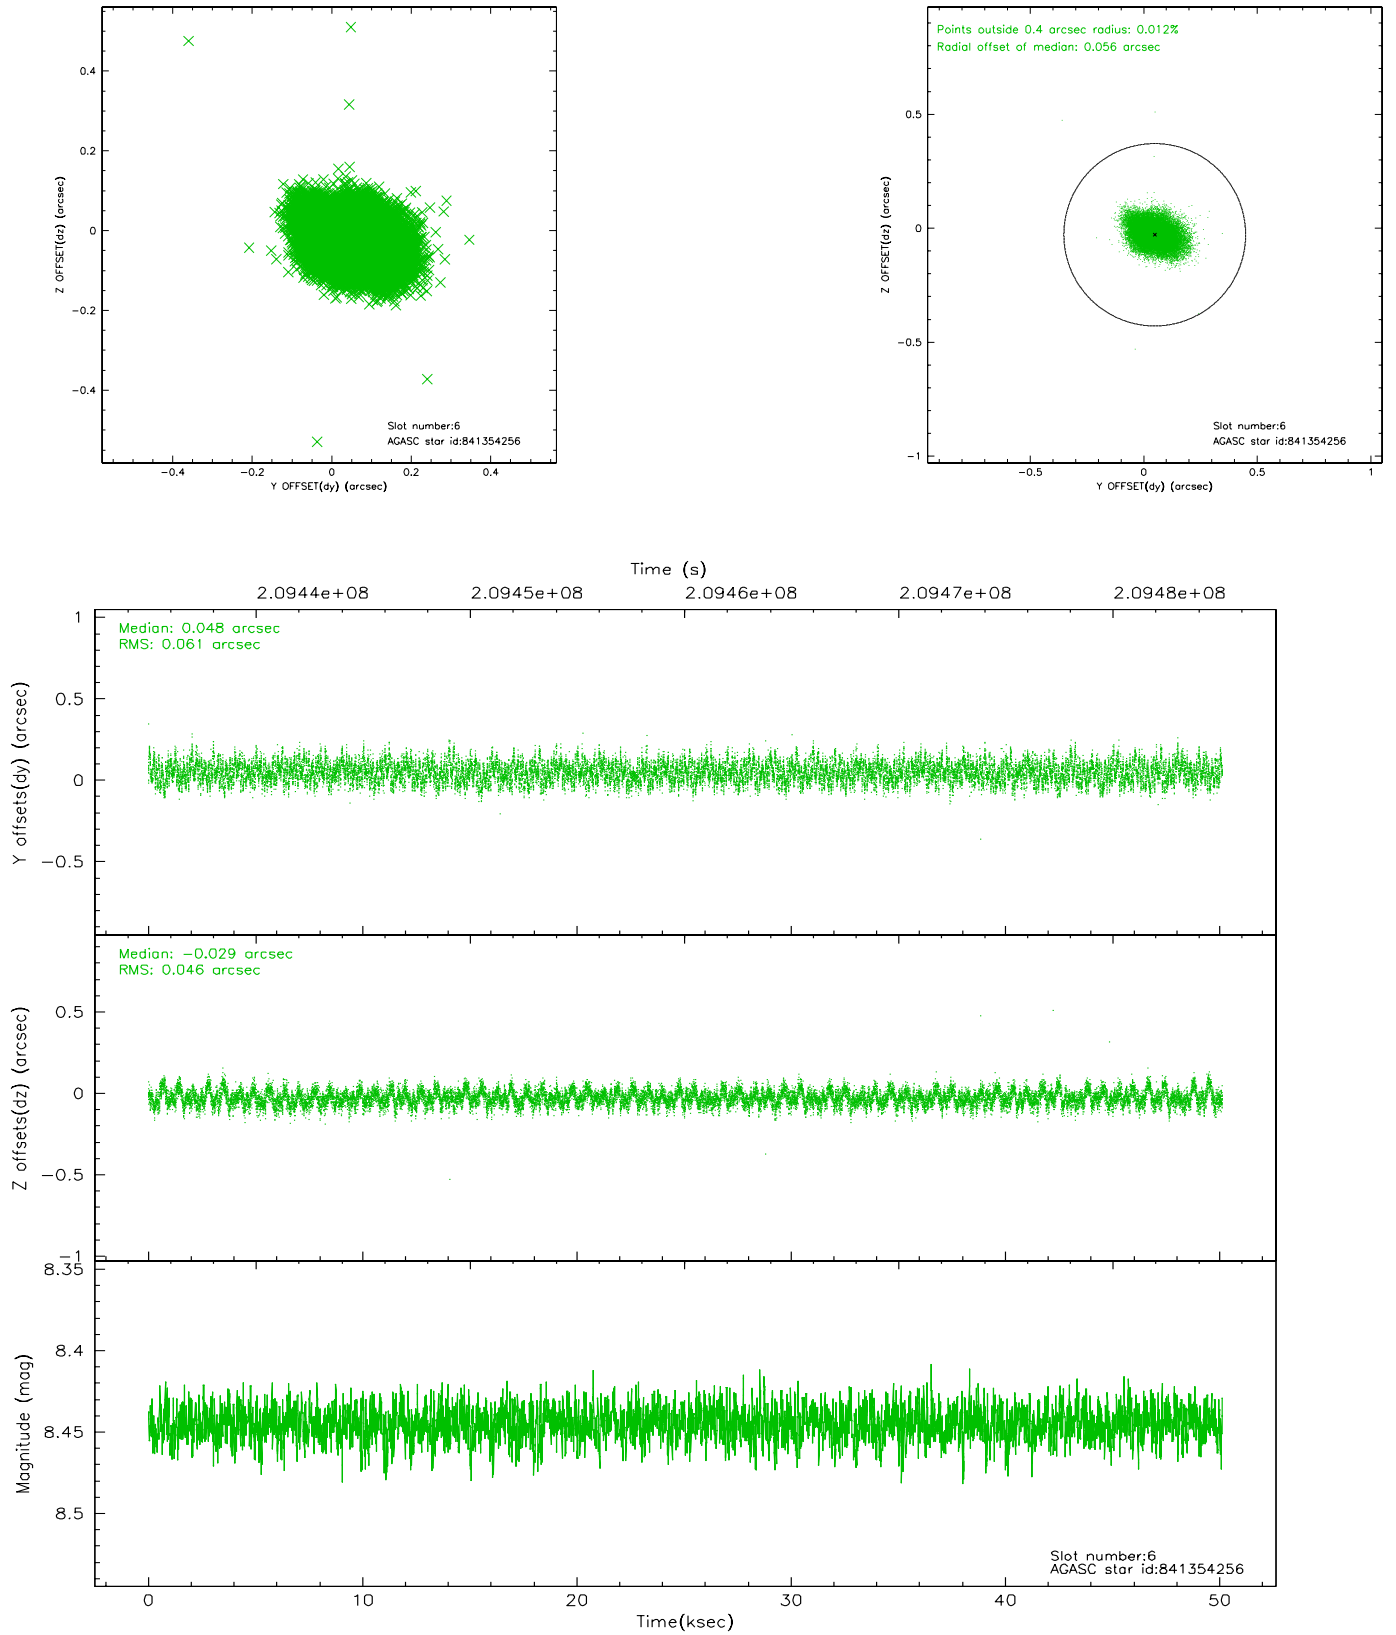 0.4
0.2
0
−0.2
−0.4
Z OFFSET(dz) (arcsec)
Slot number:6
AGASC star id:841354256
−0.4 −0.2 0 0.2 0.4
Y OFFSET(dy) (arcsec)
Points outside 0.4 arcsec radius: 0.012%
Radial offset of median: 0.056 arcsec
0.5
0
−0.5
−1
Z OFFSET(dz) (arcsec)
Slot number:6
AGASC star id:841354256
−0.5 0 0.5 1
Y OFFSET(dy) (arcsec)
Time (s)
2.0944e+08 2.0945e+08 2.0946e+08 2.0947e+08 2.0948e+08
Median: 0.048 arcsec
RMS: 0.061 arcsec
1
0.5
0
−0.5
Y offsets(dy) (arcsec)
Median: −0.029 arcsec
RMS: 0.046 arcsec
0.5
0
−0.5
−1
Z offsets(dz) (arcsec)
8.35
8.4
8.45
8.5
Magnitude (mag)
Slot number:6
AGASC star id:841354256
0 10 20 30 40 50
Time(ksec)